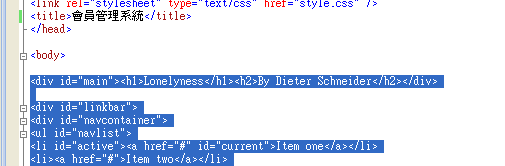 <link rel="stylesheet" type="text/css" href="style.css" />
<title>會員管理系統</title>
</head>
<body>
<div id="main"><h1>Lonelyness</h1><h2>By Dieter Schneider</h2></div>
<div id="linkbar">
<div id="navcontainer">
<ul id="navlist">
<li id="active"><a href="#" id="current">Item one</a></li>
<li><a href="#">Item two</a></li>